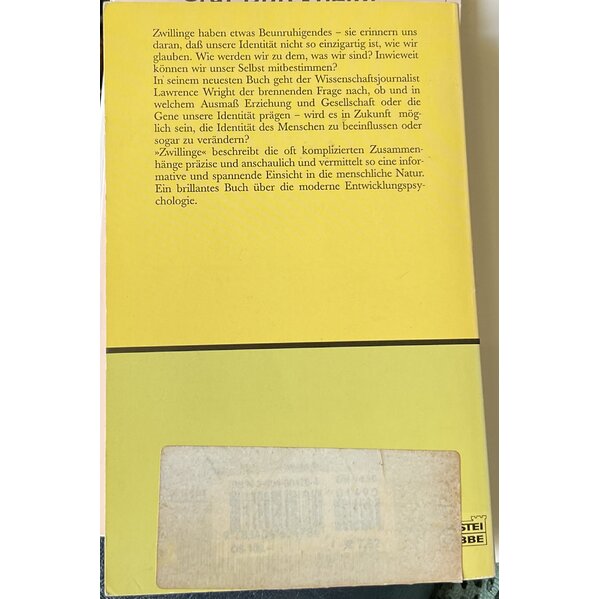 Zwillinge haben etwas Beunruhigendes – sie erinnern uns
daran, daß unsere Identität nicht so einzigartig ist, wie wir
glauben. Wie werden wir zu dem, was wir sind? Inwieweit
können wir unser Selbst mitbestimmen?
In seinem neuesten Buch geht der Wissenschaftsjournalist
Lawrence Wright der brennenden Frage nach, ob und in
welchem Ausmaß Erziehung und Gesellschaft oder die
Gene unsere Identität prägen – wird es in Zukunft mög-
lich sein, die Identität des Menschen zu beeinflussen oder
sogar zu verändern?
»Zwillinge« beschreibt die oft komplizierten Zusammen-
hänge präzise und anschaulich und vermittelt so eine infor-
mative und spannende Einsicht in die menschliche Natur.
Ein brillantes Buch über die moderne Entwicklungspsy-
chologie.
STEI
BBE